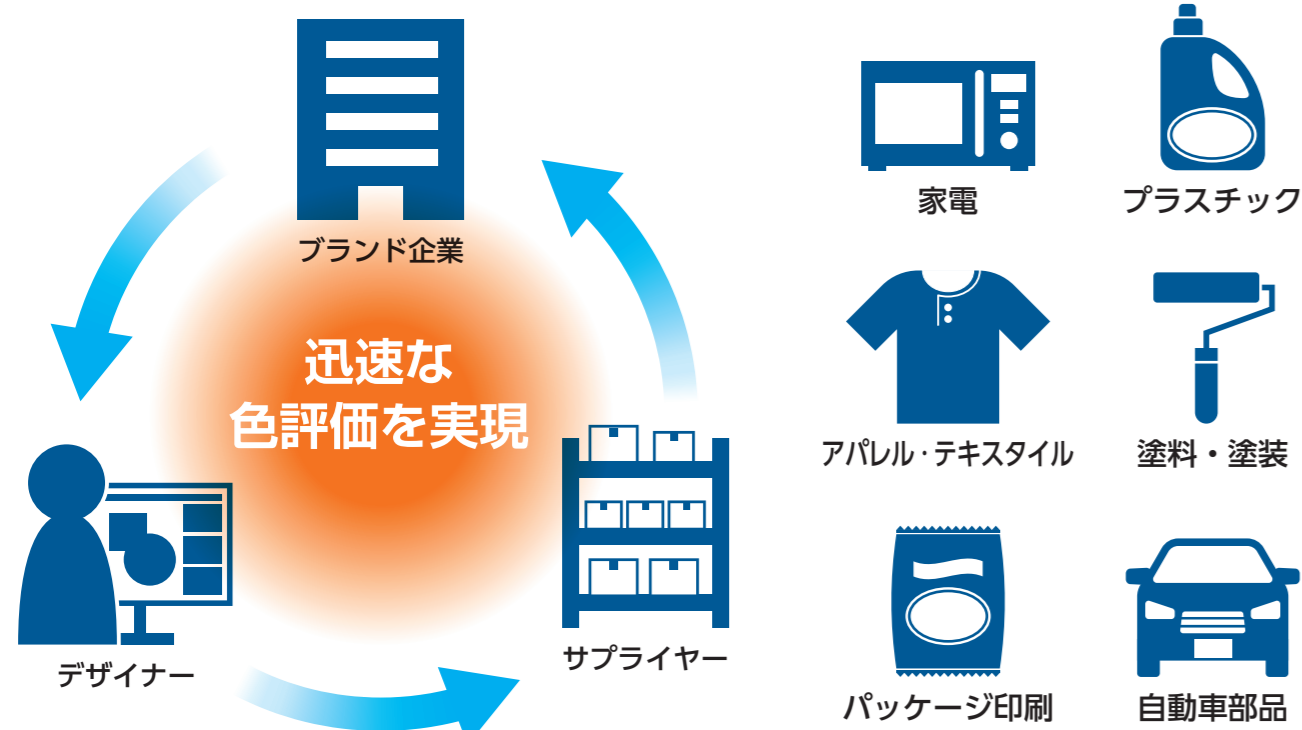 ブランド企業
迅速な
色評価を実現
デザイナー
サプライヤー
家電
プラスチック
アパレル・テキスタイル
塗料・塗装
パッケージ印刷
自動車部品